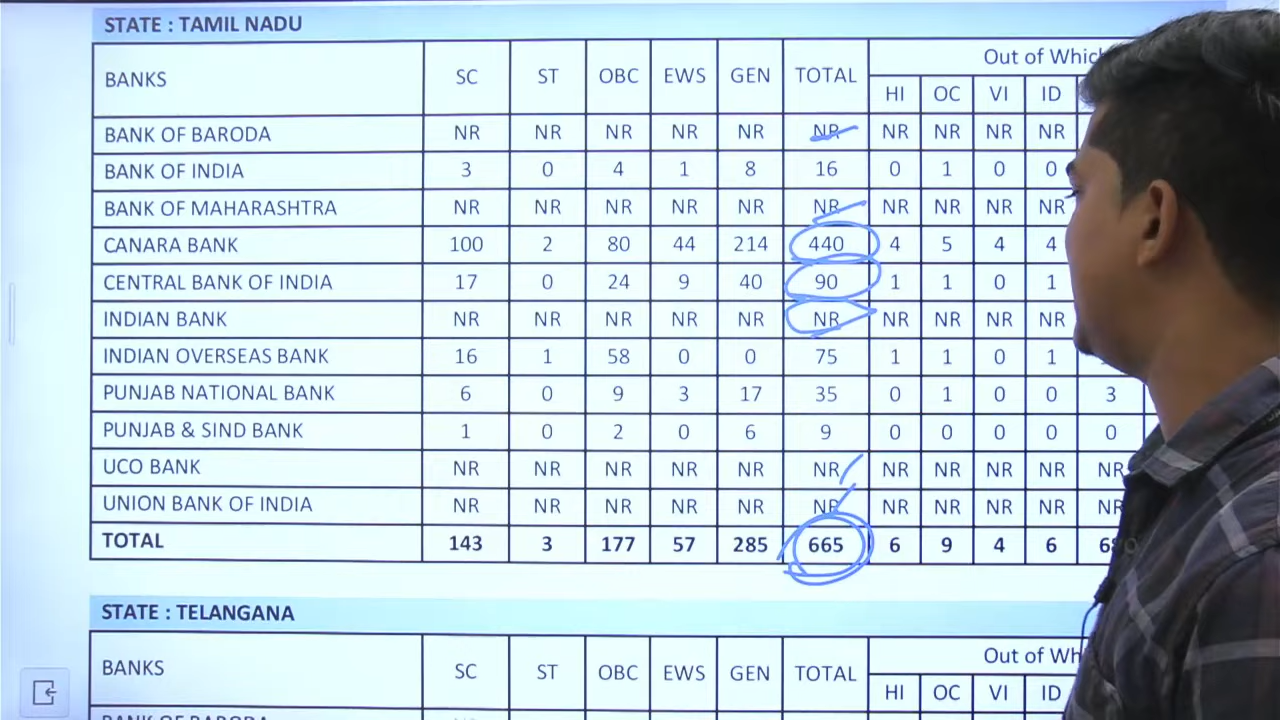 STATE : TAMIL NADU
BANKS SC ST OBC EWS GEN TOTAL Out of Which
HI OC VI ID
BANK OF BARODA NR NR NR NR NR NR NR NR NR NR
BANK OF INDIA 3 0 4 1 8 16 0 1 0 0
BANK OF MAHARASHTRA NR NR NR NR NR NR NR NR NR NR
CANARA BANK 100 2 80 44 214 440 4 5 4 4
CENTRAL BANK OF INDIA 17 0 24 9 40 90 1 1 0 1
INDIAN BANK NR NR NR NR NR NR NR NR NR NR
INDIAN OVERSEAS BANK 16 1 58 0 0 75 1 1 0 1
PUNJAB NATIONAL BANK 6 0 9 3 17 35 0 1 0 0 3
PUNJAB & SIND BANK 1 0 2 0 6 9 0 0 0 0 0
UCO BANK NR NR NR NR NR NR NR NR NR NR NR
UNION BANK OF INDIA NR NR NR NR NR NR NR NR NR NR NR
TOTAL 143 3 177 57 285 665 6 9 4 6
STATE : TELANGANA
BANKS SC ST OBC EWS GEN TOTAL Out of Wh
HI OC VI ID
BANK OF BARODA